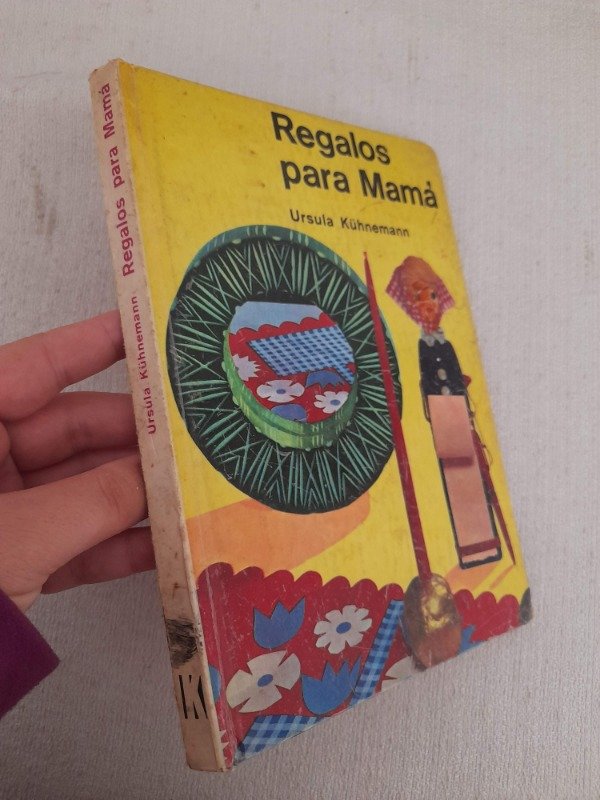 Regalos
para Mamá
Ursula Kühnemann
Ursula Kühnemann Regalos para Mamá
K